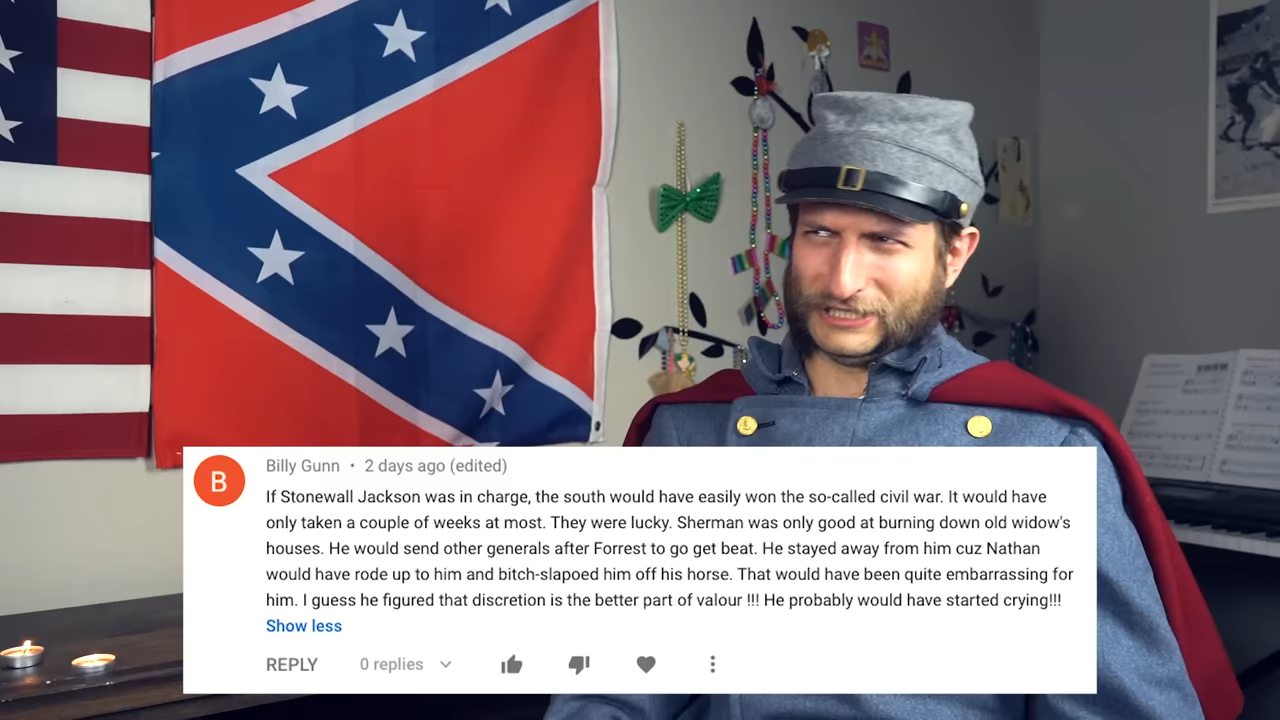 B
Billy Gunn • 2 days ago (edited)
If Stonewall Jackson was in charge, the south would have easily won the so-called civil war. It would have
only taken a couple of weeks at most. They were lucky. Sherman was only good at burning down old widow's
houses. He would send other generals after Forrest to go get beat. He stayed away from him cuz Nathan
would have rode up to him and bitch-slapoed him off his horse. That would have been quite embarrassing for
him. I guess he figured that discretion is the better part of valour !!! He probably would have started crying!!!
Show less
REPLY 0 replies